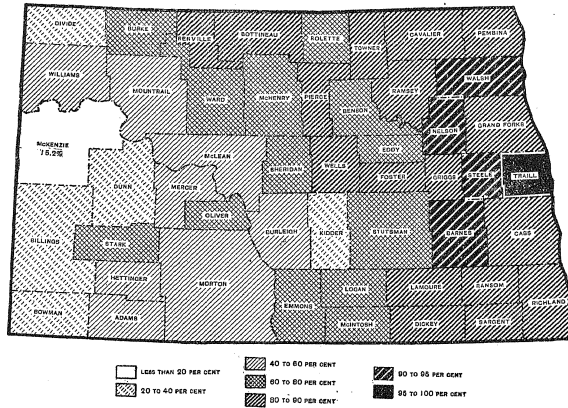 DIVIDE BURKE RENVILLE BOTTINEAU ROLETTE TOWNER CAVALIER PEMBINA
WILLIAMS MOUNTRAIL WARD McHENRY PIERCE BENSON RAMSEY WALSH
McKENZIE
15.2%
NELSON GRAND FORKS
McLEAN SHERIDAN WELLS EDDY FOSTER GRIGGS STEELE TRAILL
DUNN MERCER OLIVER
BILLINGS STARK BURLEIGH KIDDER STUTSMAN BARNES CASS
HETTINGER MORTON EMMONS LOGAN LAMOURE RANSOM RICHLAND
BOWMAN ADAMS McINTOSH DICKEY SARGENT
LESS THAN 20 PER CENT
20 TO 40 PER CENT
40 TO 60 PER CENT
60 TO 80 PER CENT
80 TO 90 PER CENT
90 TO 95 PER CENT
95 TO 100 PER CENT